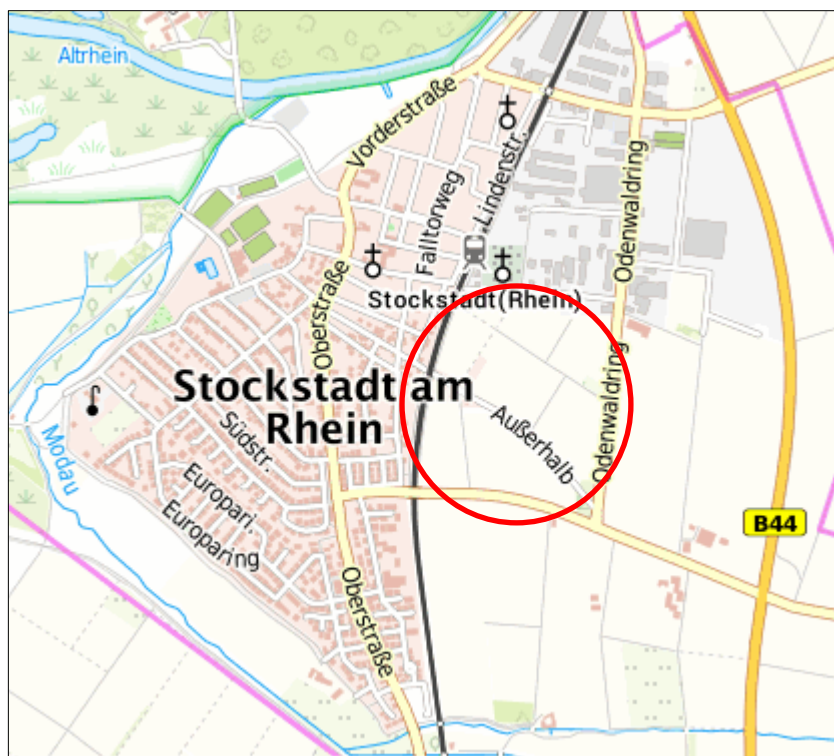 Altrhein
Vorderstraße
Lindenstr.
Falltorweg
Odenwaldring
Stockstadt(Rhein)
Oberstraße
Stockstadt am
Rhein
Odenwaldring
Außerhalb
Südstr.
Modau
Europari.
Europaring
B44
Oberstraße